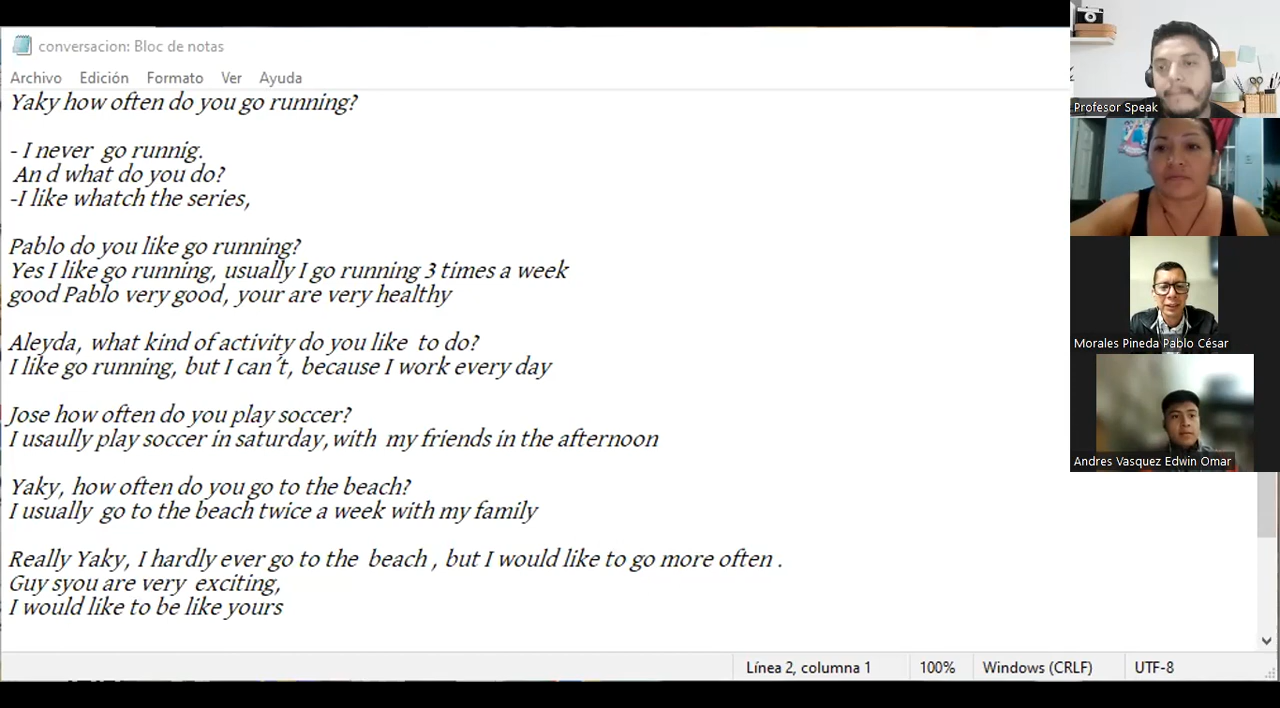 conversacion: Bloc de notas
Archivo Edición Formato Ver Ayuda
Yaky how often do you go running?
- I never go runnig.
An d what do you do?
-I like whatch the series,
Pablo do you like go running?
Yes I like go running, usually I go running 3 times a week
good Pablo very good, your are very healthy
Aleyda, what kind of activity do you like to do?
I like go running, but I can´t, because I work every day
Jose how often do you play soccer?
I usaully play soccer in saturday, with my friends in the afternoon
Yaky, how often do you go to the beach?
I usually go to the beach twice a week with my family
Really Yaky, I hardly ever go to the beach , but I would like to go more often .
Guy syou are very exciting,
I would like to be like yours
Línea 2, columna 1 100% Windows (CRLF) UTF-8
Profesor Speak
Morales Pineda Pablo César
Andres Vasquez Edwin Omar